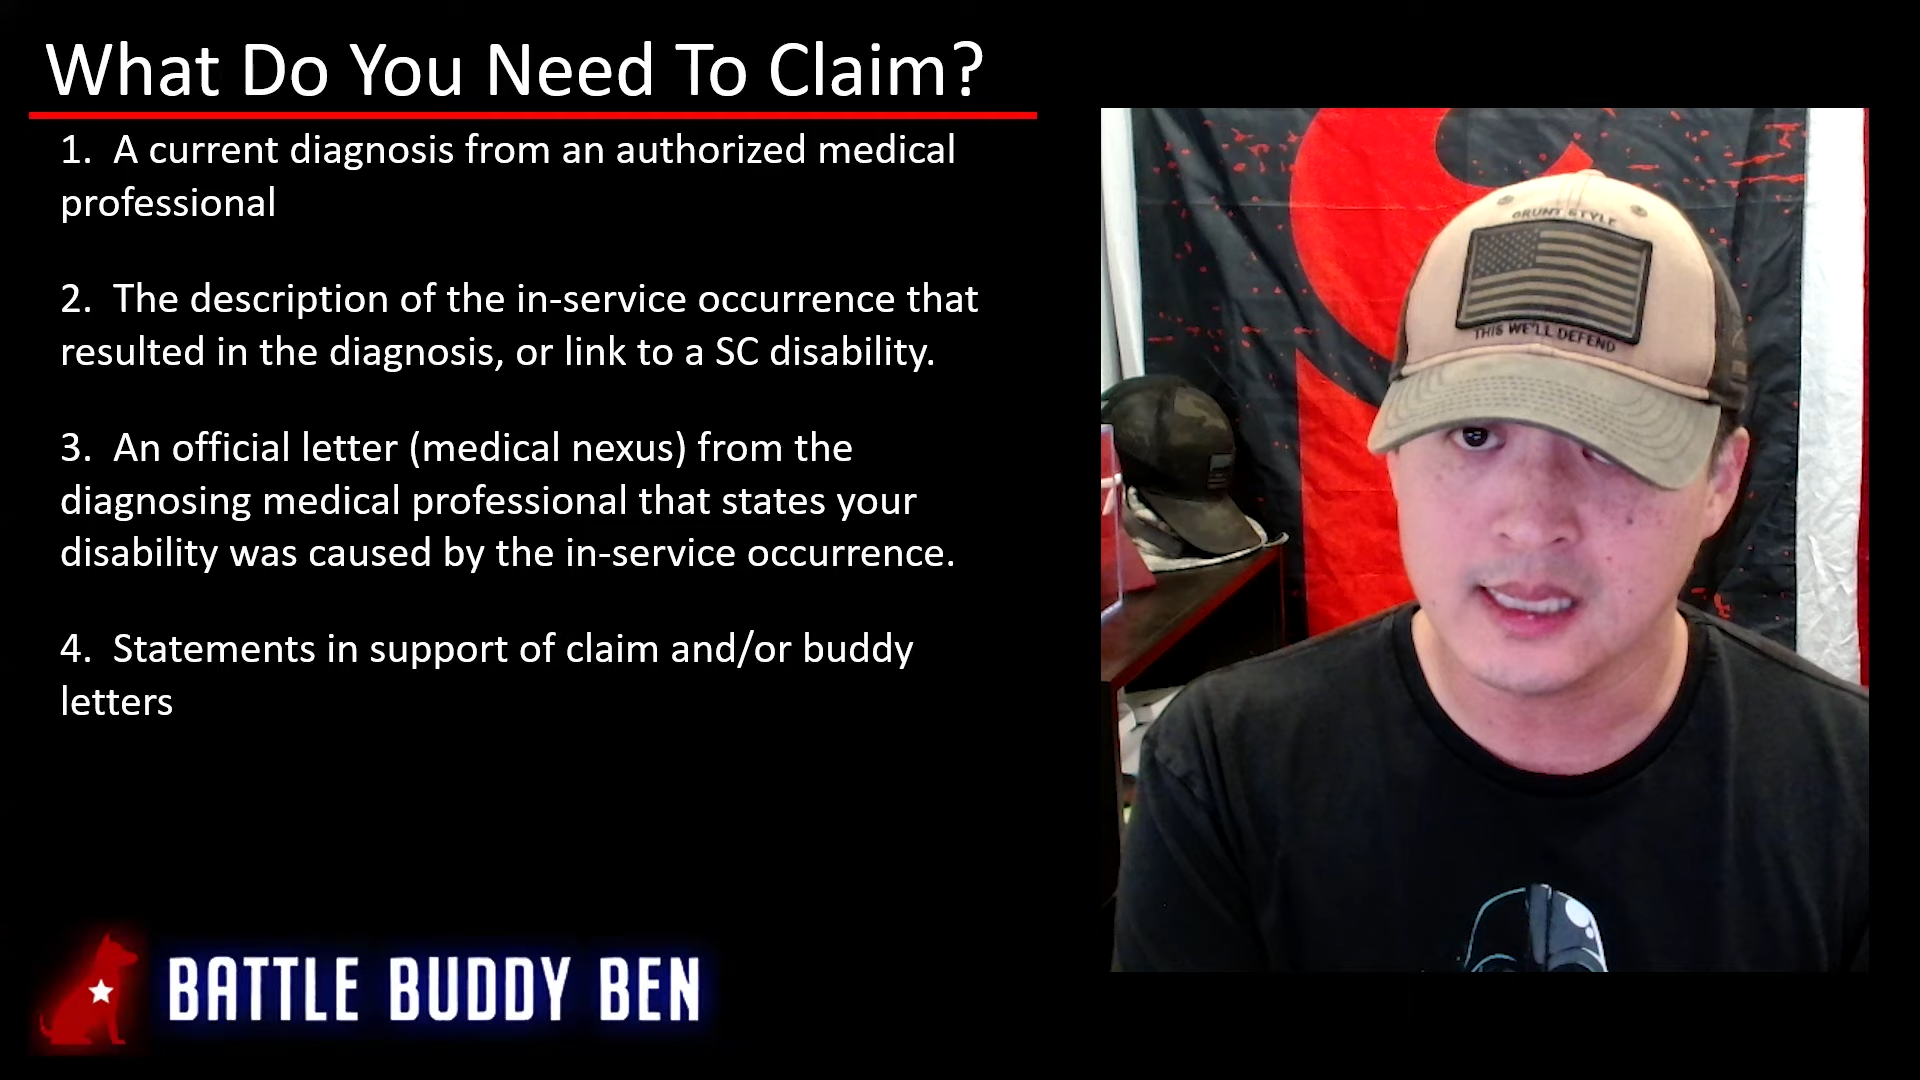 What Do You Need To Claim?
1. A current diagnosis from an authorized medical
professional
2. The description of the in-service occurrence that
resulted in the diagnosis, or link to a SC disability.
3. An official letter (medical nexus) from the
diagnosing medical professional that states your
disability was caused by the in-service occurrence.
4. Statements in support of claim and/or buddy
letters
GRUNT STYLE
THIS WE'LL DEFEND
BATTLE BUDDY BEN